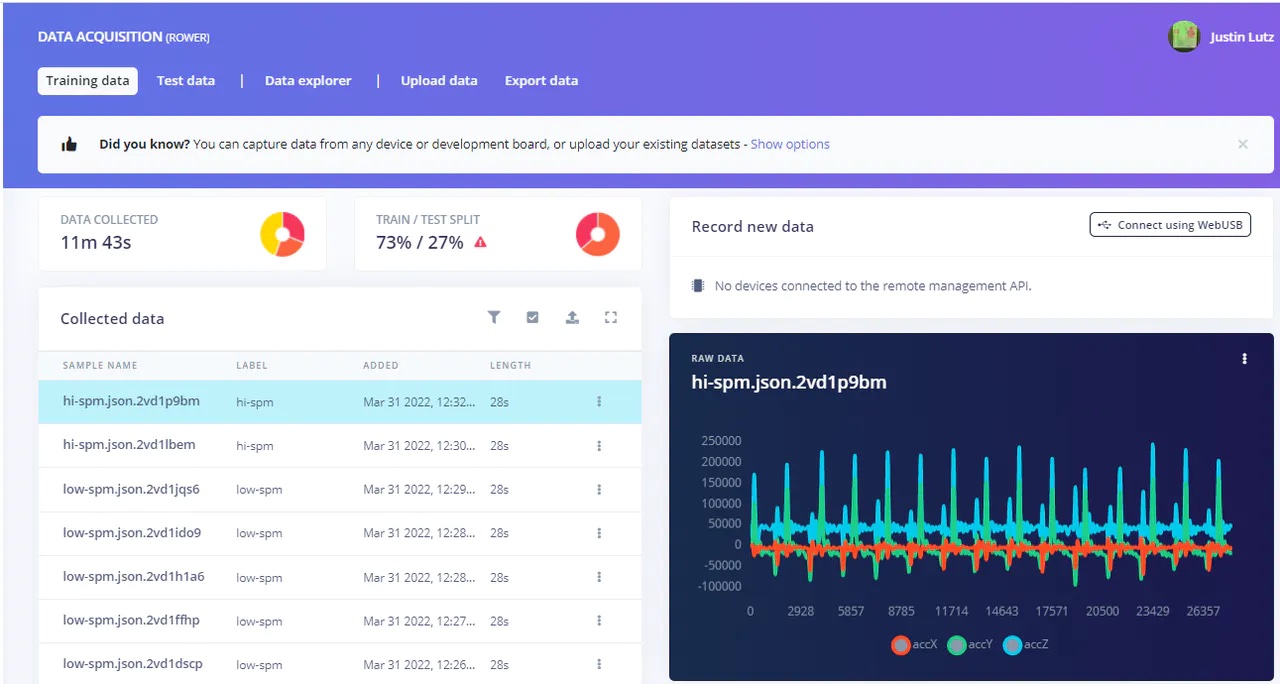 DATA ACQUISITION (ROWER)
Justin Lutz
Training data Test data | Data explorer | Upload data Export data
Did you know? You can capture data from any device or development board, or upload your existing datasets - Show options
DATA COLLECTED
11m 43s
TRAIN / TEST SPLIT
73% / 27%
Record new data
Connect using WebUSB
No devices connected to the remote management API.
Collected data
SAMPLE NAME LABEL ADDED LENGTH
hi-spm.json.2vd1p9bm hi-spm Mar 31 2022, 12:32... 28s
hi-spm.json.2vd1lbem hi-spm Mar 31 2022, 12:30... 28s
low-spm.json.2vd1jqs6 low-spm Mar 31 2022, 12:29... 28s
low-spm.json.2vd1ido9 low-spm Mar 31 2022, 12:28... 28s
low-spm.json.2vd1h1a6 low-spm Mar 31 2022, 12:28... 28s
low-spm.json.2vd1ffhp low-spm Mar 31 2022, 12:27... 28s
low-spm.json.2vd1dscp low-spm Mar 31 2022, 12:26... 28s
RAW DATA
hi-spm.json.2vd1p9bm
250000
200000
150000
100000
50000
0
-50000
-100000
0 2928 5857 8785 11714 14643 17571 20500 23429 26357
accX accY accZ